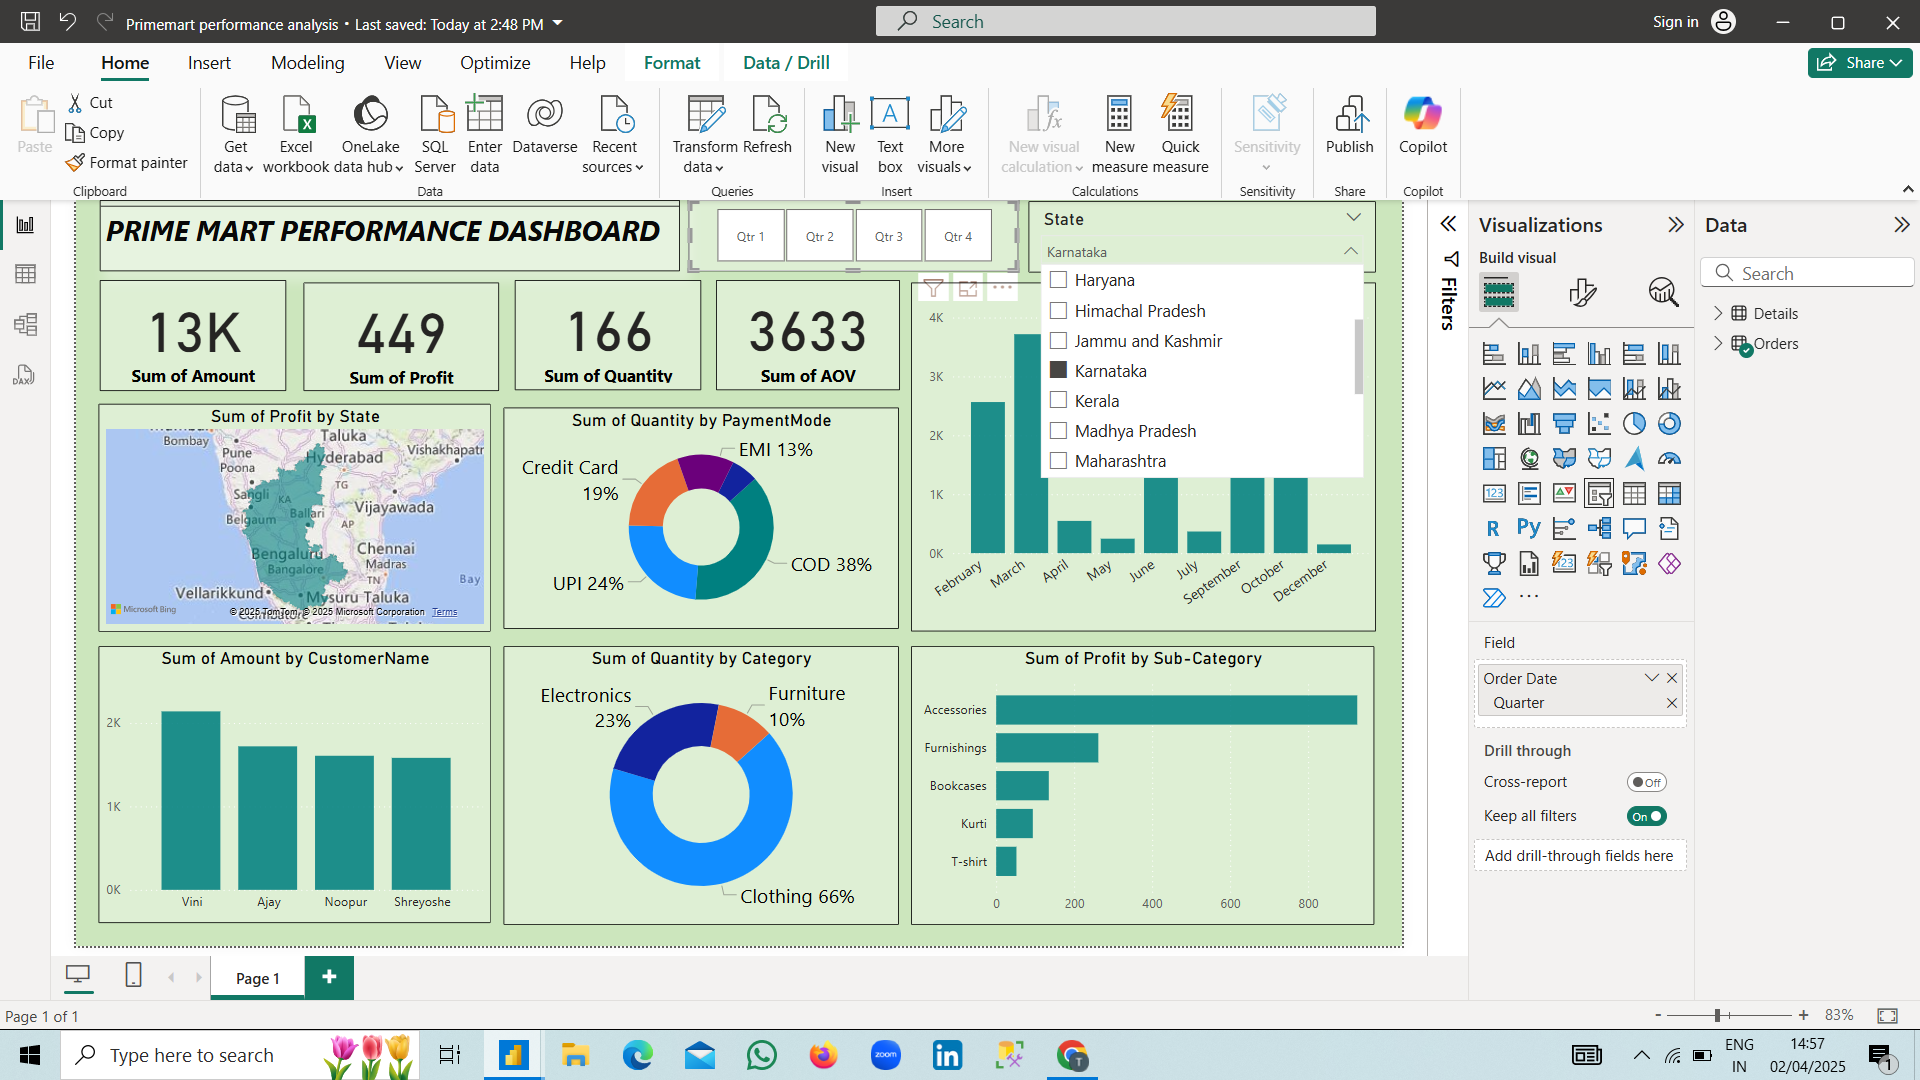 Primemart performance analysis • Last saved: Today at 2:48 PM
Search
Sign in
File
Home
Insert
Modeling
View
Optimize
Help
Format
Data / Drill
Share
Paste
Cut
Copy
Format painter
Clipboard
Get data
Excel workbook
OneLake data hub
SQL Server
Enter data
Dataverse
Recent sources
Data
Transform data
Refresh
Queries
New visual
Text box
More visuals
Insert
New visual calculation
New measure
Quick measure
Calculations
Sensitivity
Sensitivity
Publish
Share
Copilot
Copilot
PRIME MART PERFORMANCE DASHBOARD
Qtr 1
Qtr 2
Qtr 3
Qtr 4
State
Karnataka
Haryana
Himachal Pradesh
Jammu and Kashmir
Karnataka
Kerala
Madhya Pradesh
Maharashtra
13K
Sum of Amount
449
Sum of Profit
166
Sum of Quantity
3633
Sum of AOV
4K
3K
2K
1K
0K
February
March
April
May
June
July
September
October
December
Sum of Profit by State
Bombay
Taluka
Pune
Poona
Hyderabad
Vishakhapatn
TG
Sangli
KA
Vijayawada
Belgaum
Ballari
AP
Bengaluru
Bangalore
Chennai
Madras
TN
Bay
Vellarikkund
Mysuru Taluka
Coimbatore
Microsoft Bing
© 2025 TomTom, © 2025 Microsoft Corporation
Terms
Sum of Quantity by PaymentMode
EMI 13%
Credit Card
19%
UPI 24%
COD 38%
Sum of Amount by CustomerName
2K
1K
0K
Vini
Ajay
Noopur
Shreyoshe
Sum of Quantity by Category
Electronics
23%
Furniture
10%
Clothing 66%
Sum of Profit by Sub-Category
Accessories
Furnishings
Bookcases
Kurti
T-shirt
0
200
400
600
800
Filters
Visualizations
Build visual
Field
Order Date
Quarter
Drill through
Cross-report
Off
Keep all filters
On
Add drill-through fields here
Data
Search
Details
Orders
Page 1
Page 1 of 1
83%
Type here to search
ENG
IN
14:57
02/04/2025
1